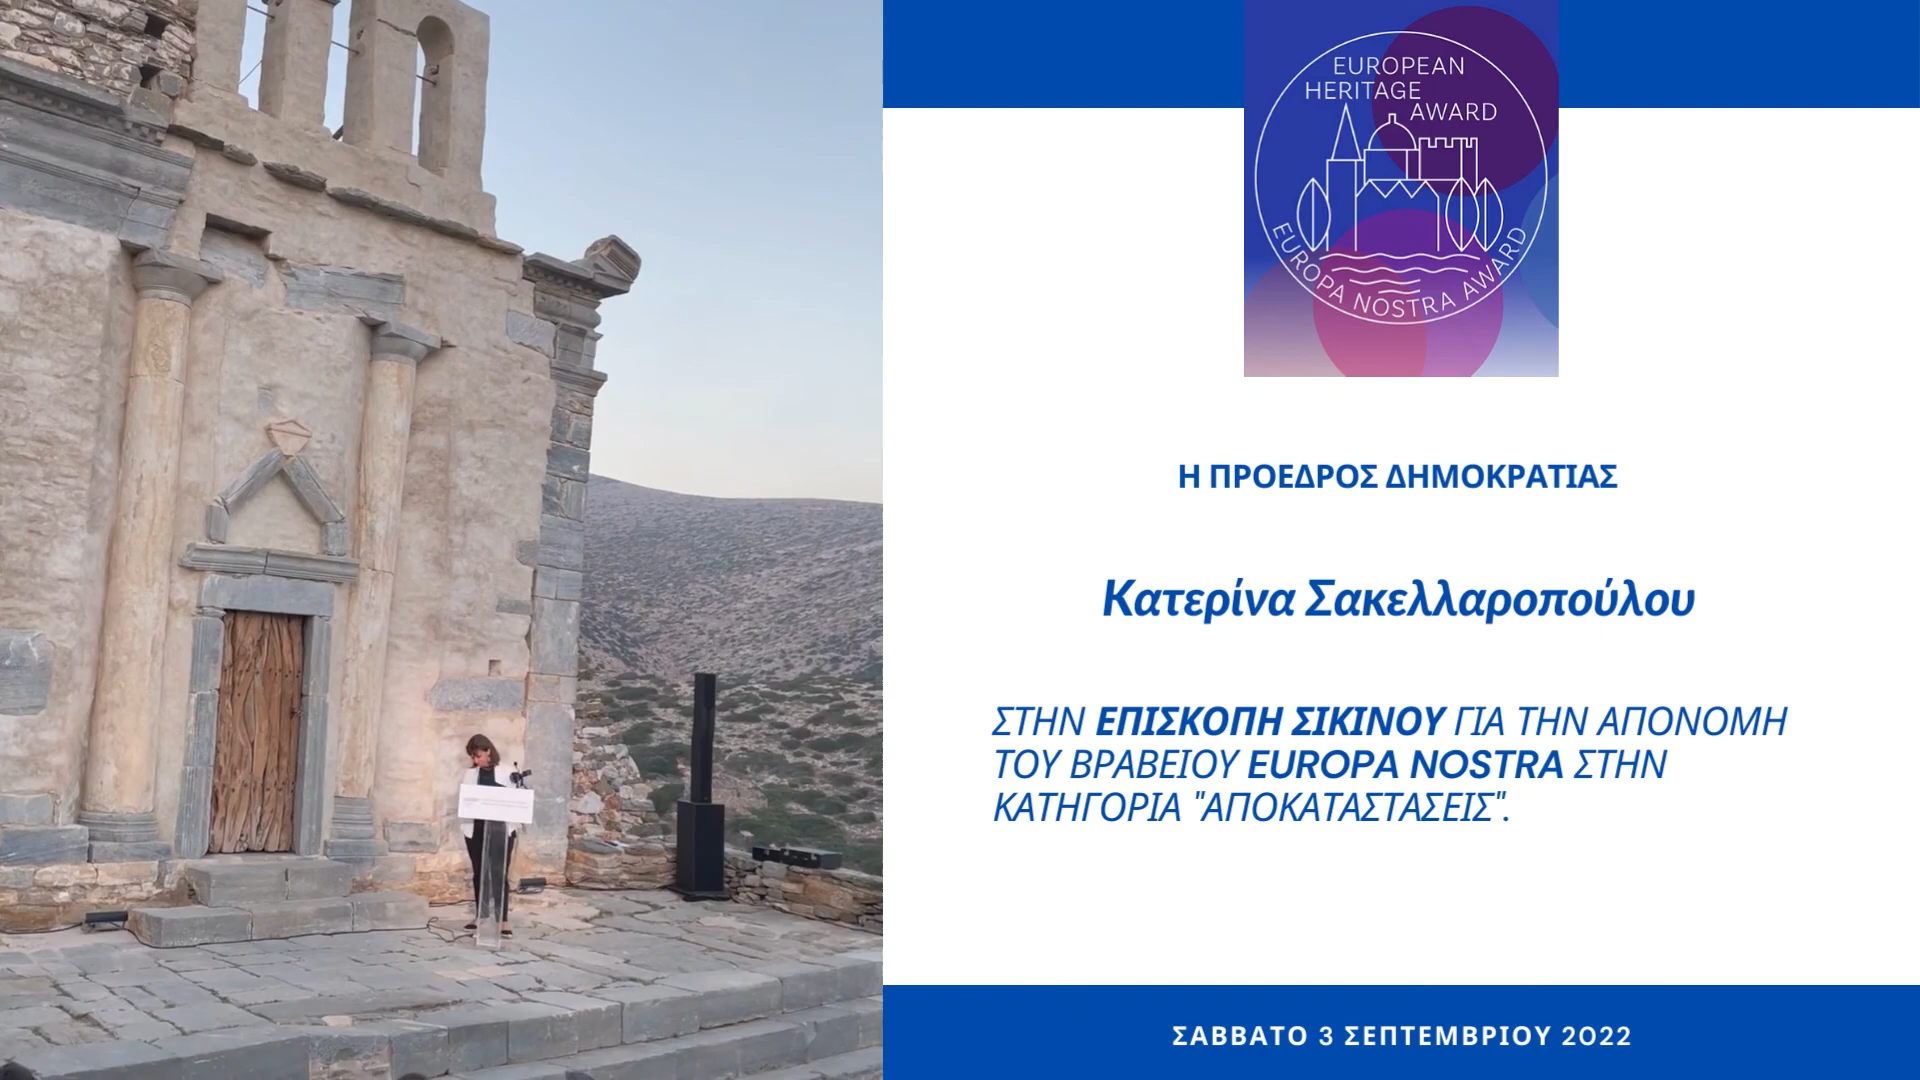 EUROPEAN
HERITAGE
AWARD
EUROPA NOSTRA AWARD
Η ΠΡΟΕΔΡΟΣ ΔΗΜΟΚΡΑΤΙΑΣ
Κατερίνα Σακελλαροπούλου
ΣΤΗΝ ΕΠΙΣΚΟΠΗ ΣΙΚΙΝΟΥ ΓΙΑ ΤΗΝ ΑΠΟΝΟΜΗ
ΤΟΥ ΒΡΑΒΕΙΟΥ EUROPA NOSTRA ΣΤΗΝ
ΚΑΤΗΓΟΡΙΑ "ΑΠΟΚΑΤΑΣΤΑΣΕΙΣ".
ΣΑΒΒΑΤΟ 3 ΣΕΠΤΕΜΒΡΙΟΥ 2022